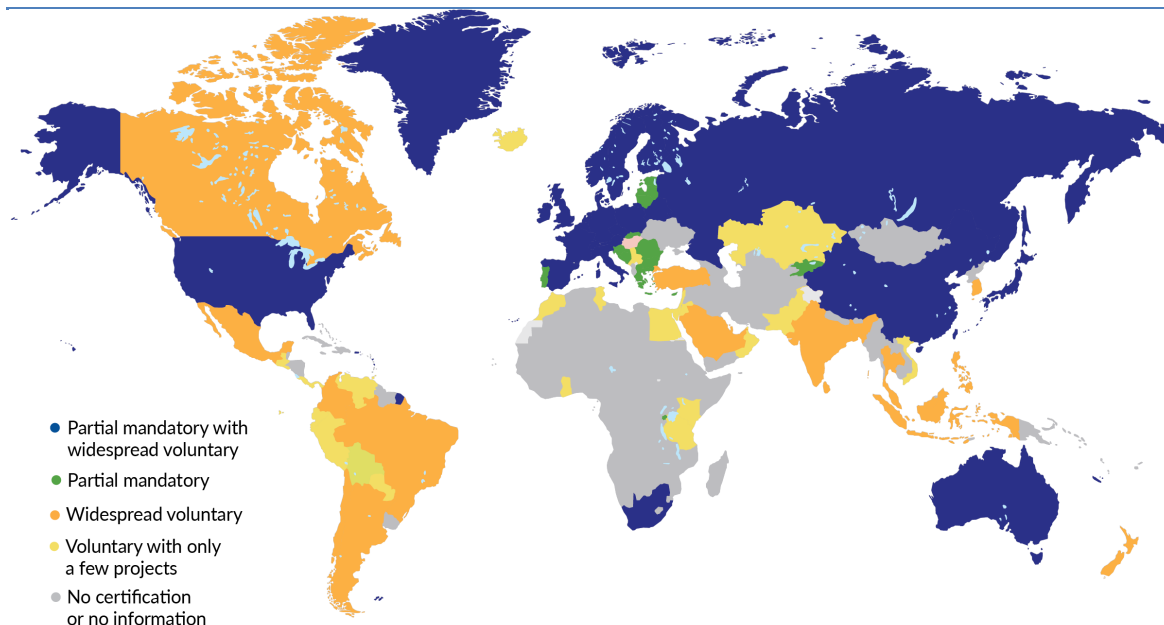 Partial mandatory with
widespread voluntary
Partial mandatory
Widespread voluntary
Voluntary with only
a few projects
No certification
or no information